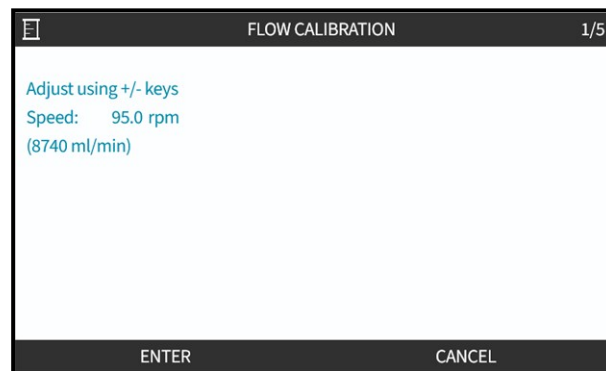 FLOW CALIBRATION 1/5
Adjust using +/- keys
Speed: 95.0 rpm
(8740 ml/min)
ENTER CANCEL